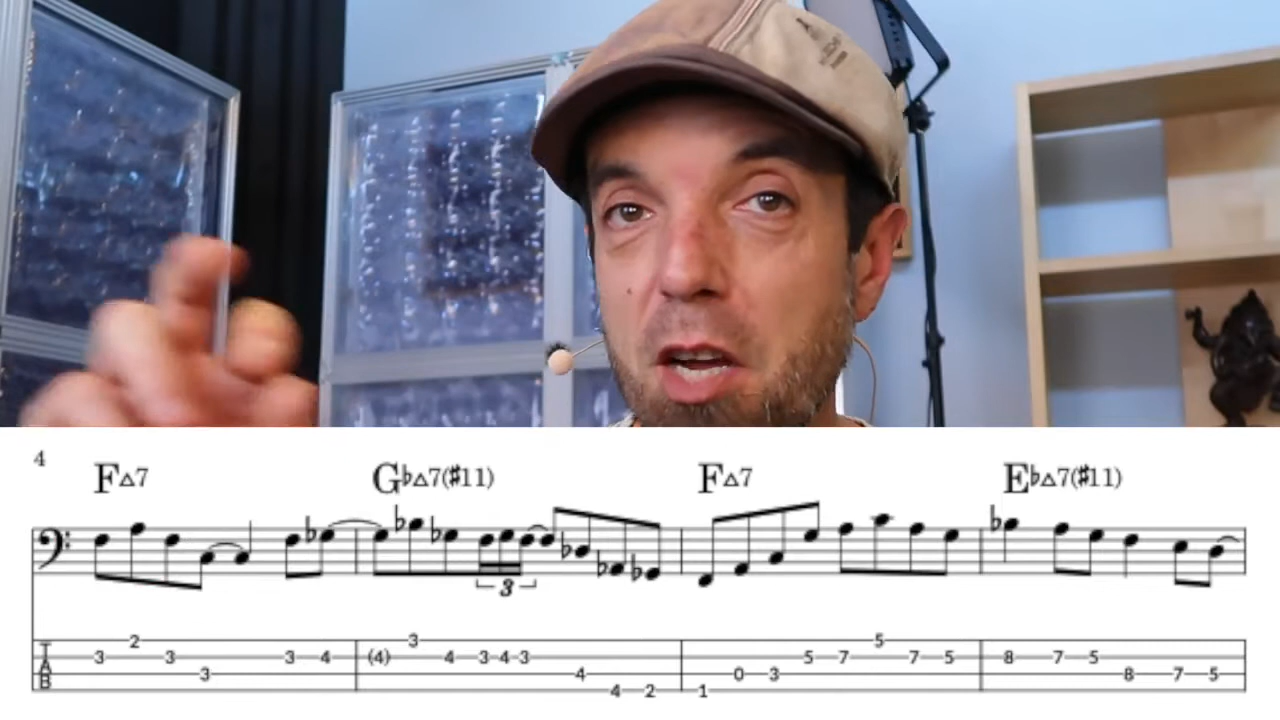 4
F△7 G♭△7(♯11) F△7 E♭△7(♯11)
3
T 2 3 5
3 3 3 4 (4) 4 3 4 3 5 7 7 5 8 7 5
A 3 4 0 3 8 7 5
B 4 2 1